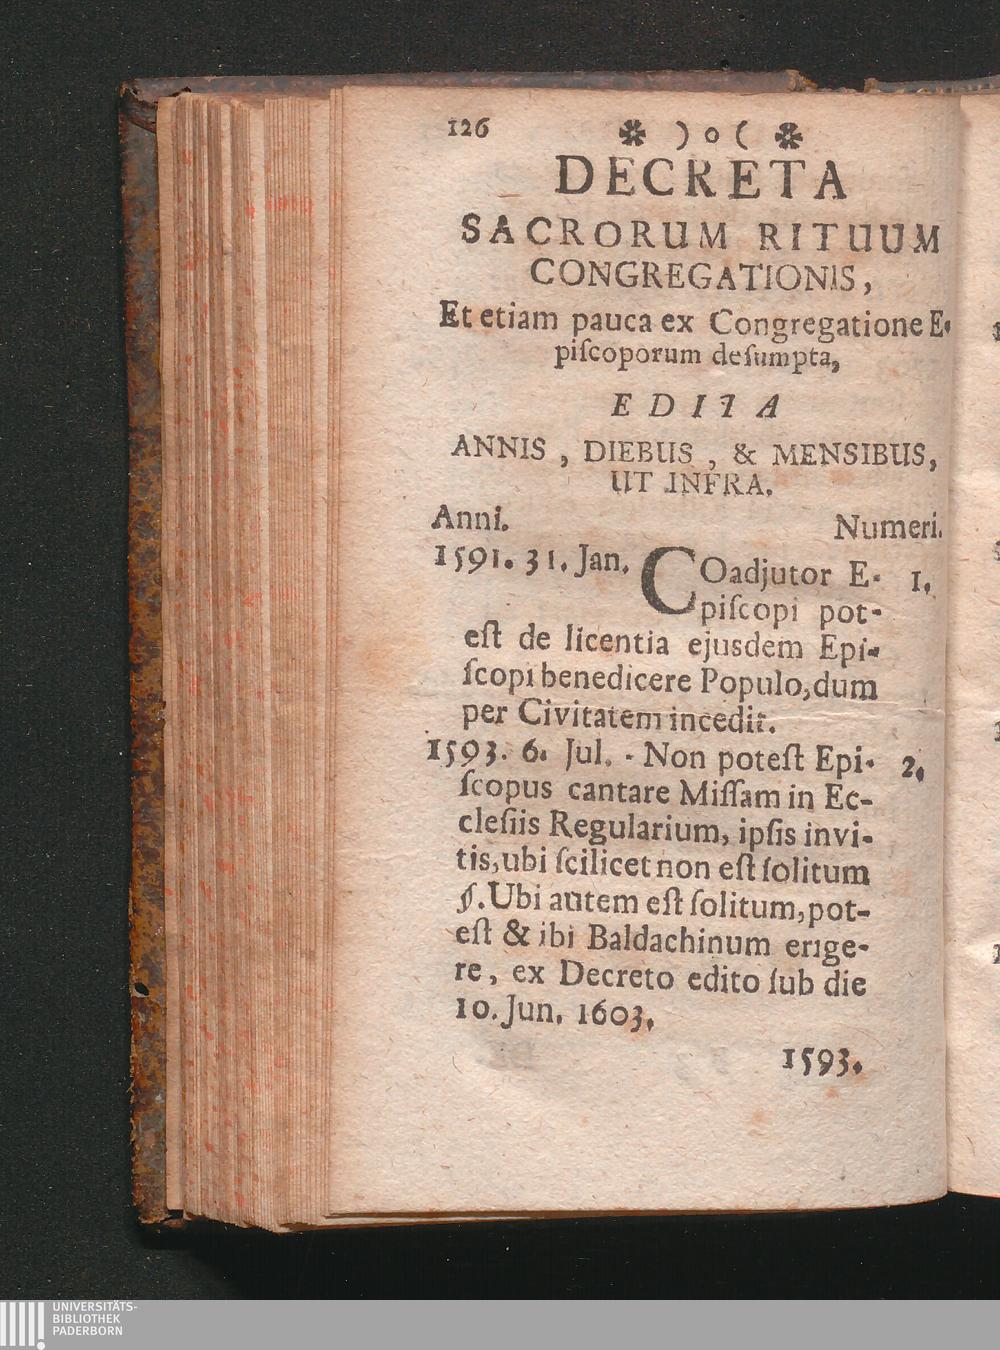 126
❋ ) o ( ❋
DECRETA
SACRORUM RITUUM
CONGREGATIONIS,
Et etiam pauca ex Congregatione E-
piſcoporum deſumpta,
EDITA
ANNIS, DIEBUS, & MENSIBUS,
UT INFRA.
Anni. Numeri.
1591. 31. Jan. COadjutor E- 1.
piſcopi pot-
eſt de licentia ejusdem Epi-
ſcopi benedicere Populo, dum
per Civitatem incedit.
1593. 6. Jul. - Non poteſt Epi- 2.
ſcopus cantare Miſſam in Ec-
cleſiis Regularium, ipſis invi-
tis, ubi ſcilicet non eſt ſolitum
§. Ubi autem eſt ſolitum, pot-
eſt & ibi Baldachinum erige-
re, ex Decreto edito ſub die
10. Jun. 1603.
1593.
UNIVERSITÄTS-
BIBLIOTHEK
PADERBORN